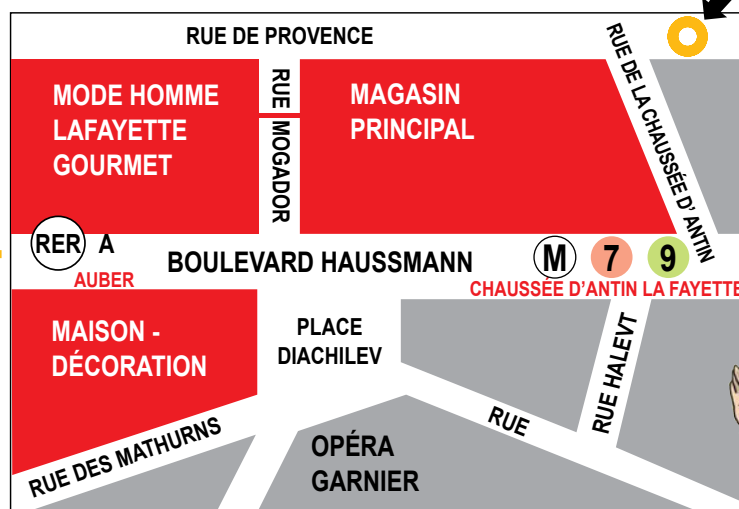 RUE DE PROVENCE
MODE HOMME
LAFAYETTE
GOURMET
RUE MOGADOR
MAGASIN
PRINCIPAL
RUE DE LA CHAUSSÉE D' ANTIN
RER A
AUBER
BOULEVARD HAUSSMANN
M 7 9
CHAUSSÉE D'ANTIN LA FAYETTE
MAISON -
DÉCORATION
PLACE
DIACHILEV
RUE HALEVT
RUE
RUE DES MATHURNS
OPÉRA
GARNIER